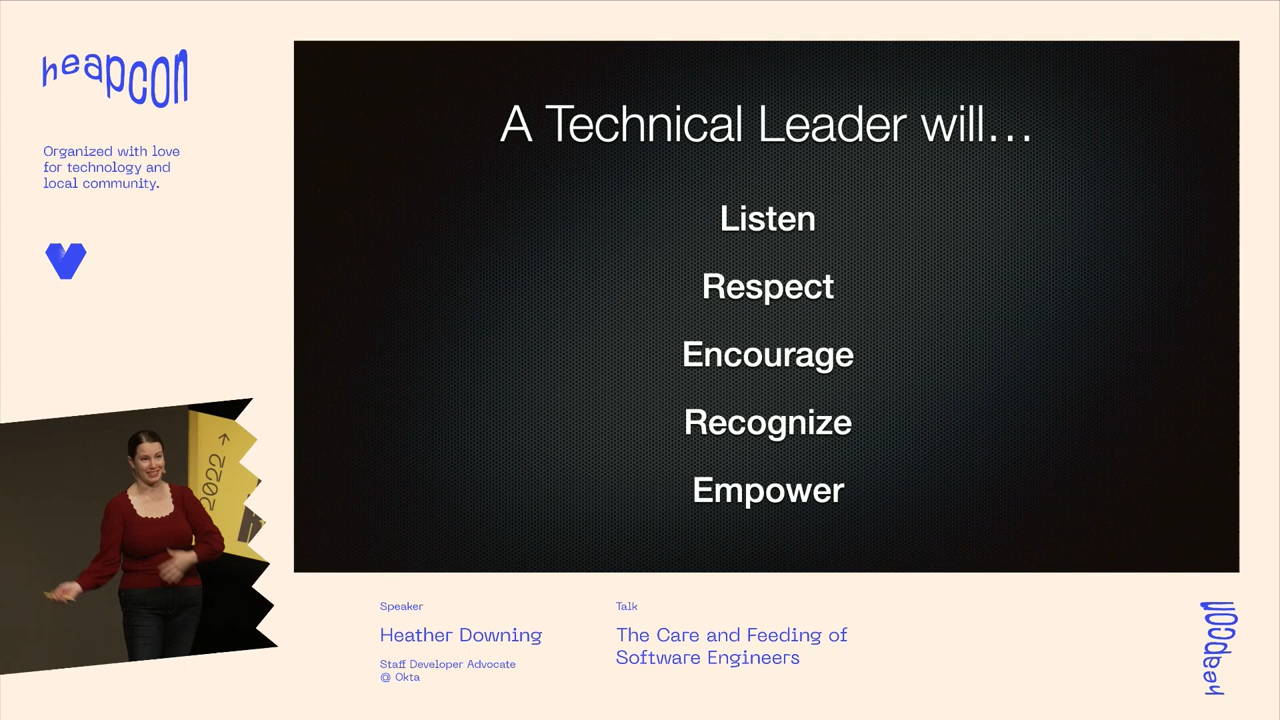 heapcon
Organized with love
for technology and
local community.
A Technical Leader will…
Listen
Respect
Encourage
Recognize
Empower
2022 →
Speaker
Heather Downing
Staff Developer Advocate
@ Okta
Talk
The Care and Feeding of
Software Engineers
heapcon